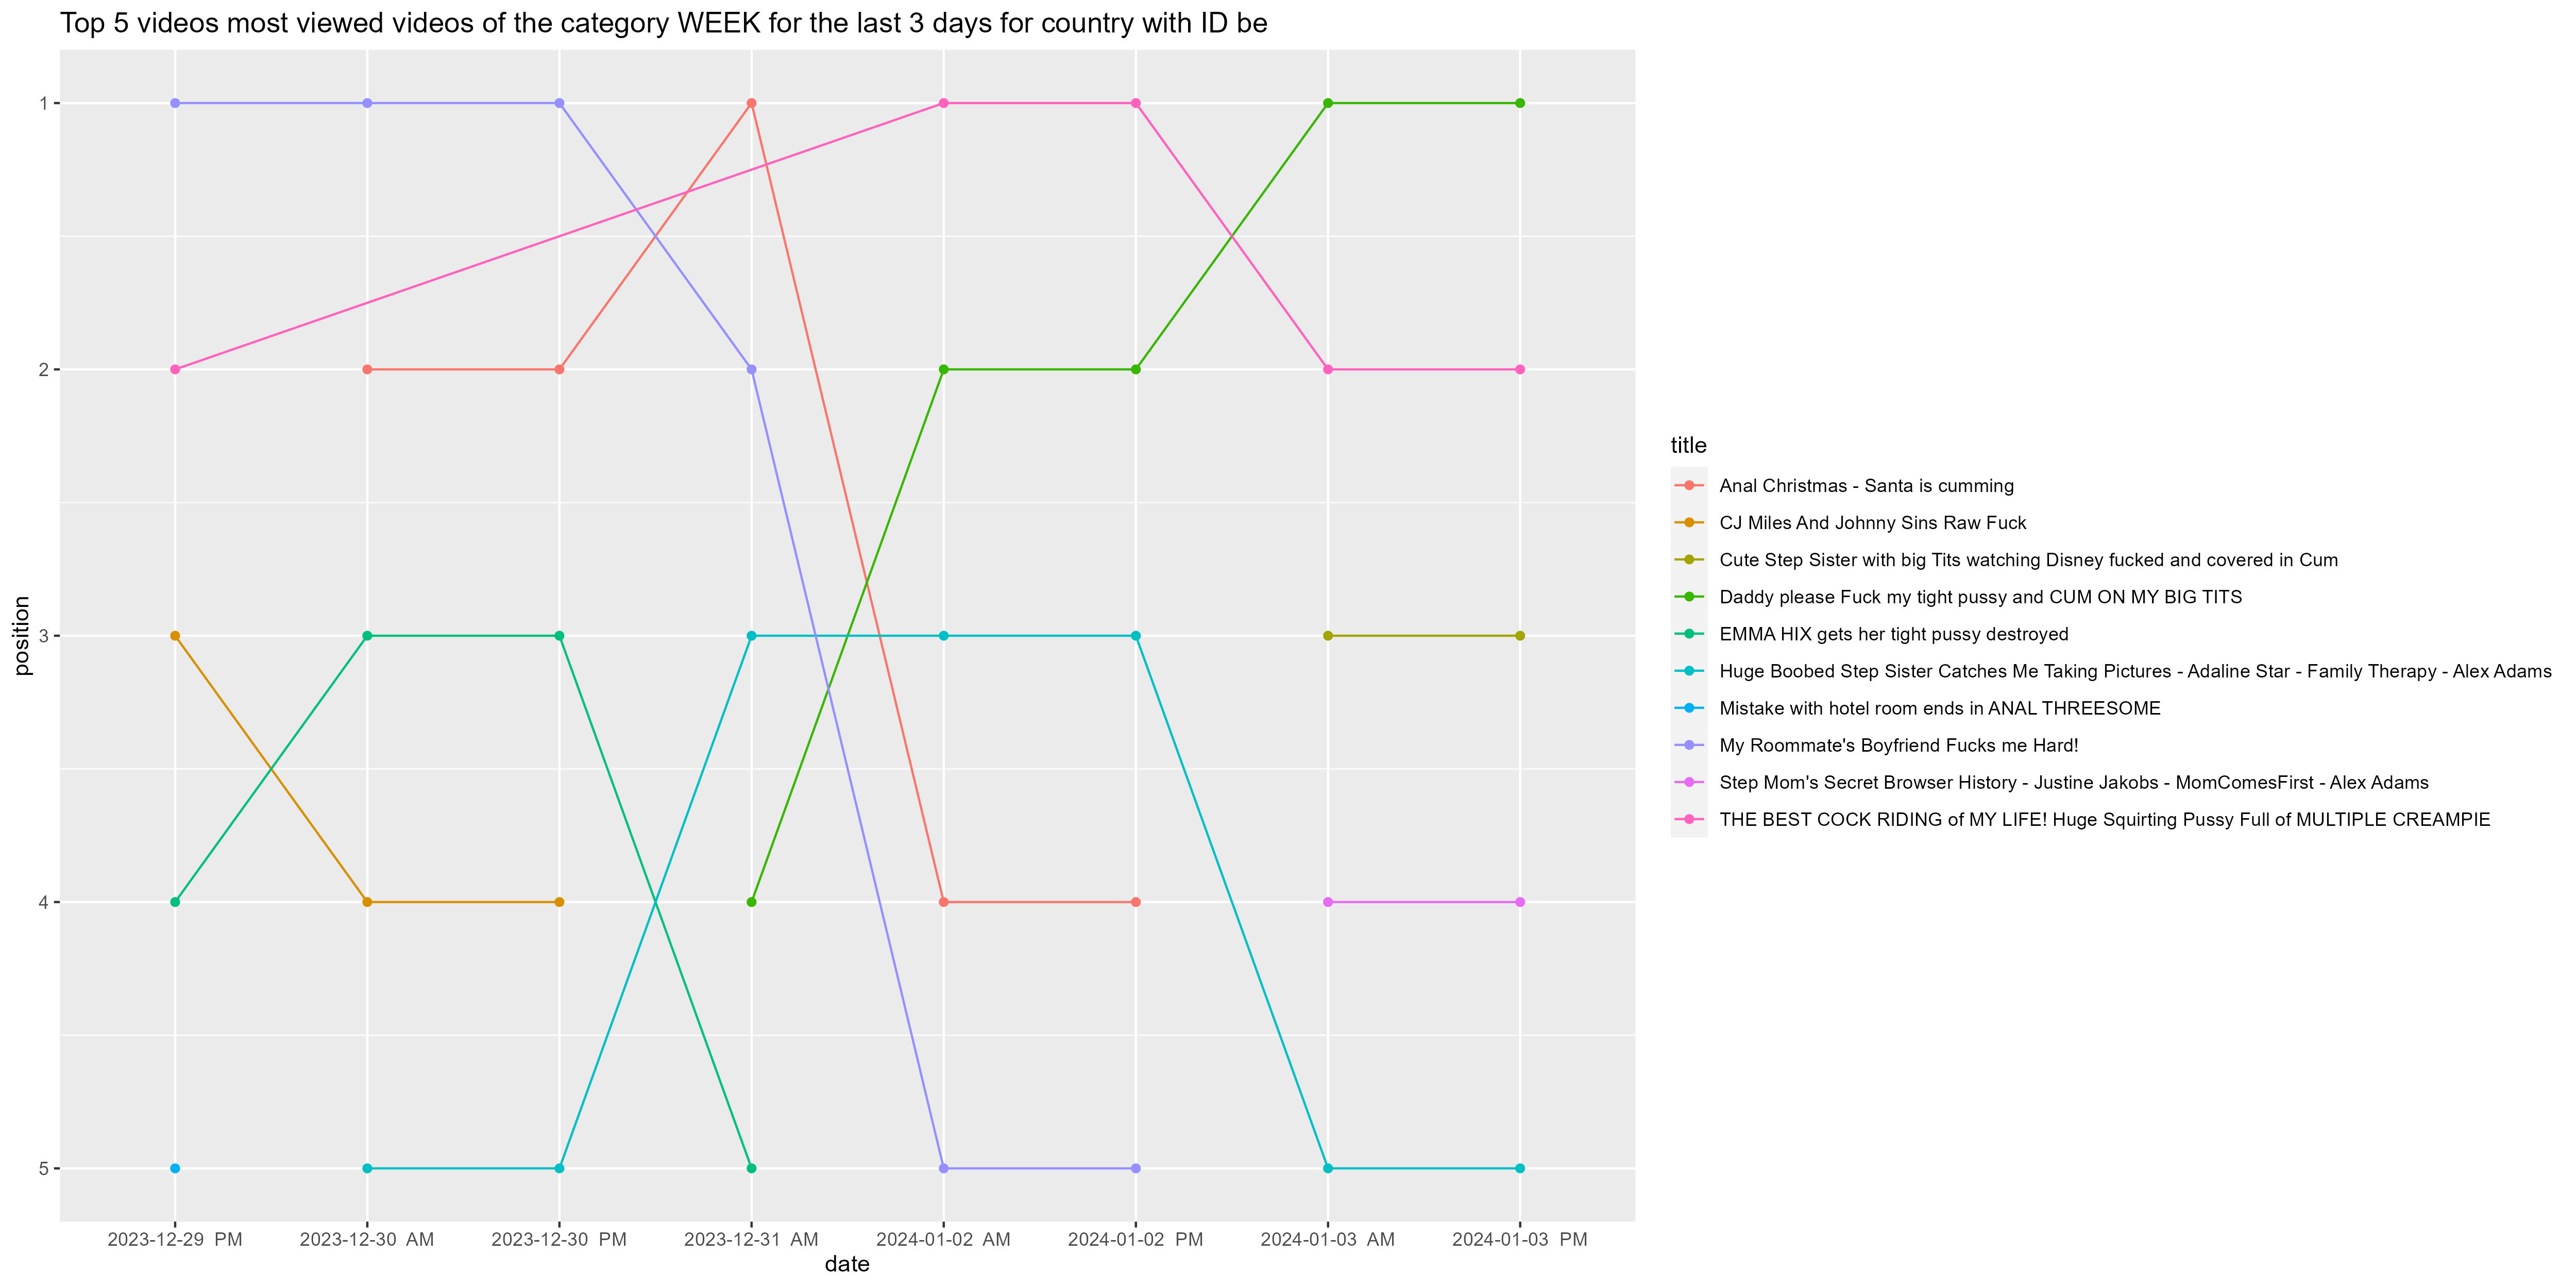 Top 5 videos most viewed videos of the category WEEK for the last 3 days for country with ID be
1
2
3
4
5
position
2023-12-29 PM
2023-12-30 AM
2023-12-30 PM
2023-12-31 AM
2024-01-02 AM
2024-01-02 PM
2024-01-03 AM
2024-01-03 PM
date
title
Anal Christmas - Santa is cumming
CJ Miles And Johnny Sins Raw Fuck
Cute Step Sister with big Tits watching Disney fucked and covered in Cum
Daddy please Fuck my tight pussy and CUM ON MY BIG TITS
EMMA HIX gets her tight pussy destroyed
Huge Boobed Step Sister Catches Me Taking Pictures - Adaline Star - Family Therapy - Alex Adams
Mistake with hotel room ends in ANAL THREESOME
My Roommate's Boyfriend Fucks me Hard!
Step Mom's Secret Browser History - Justine Jakobs - MomComesFirst - Alex Adams
THE BEST COCK RIDING of MY LIFE! Huge Squirting Pussy Full of MULTIPLE CREAMPIE